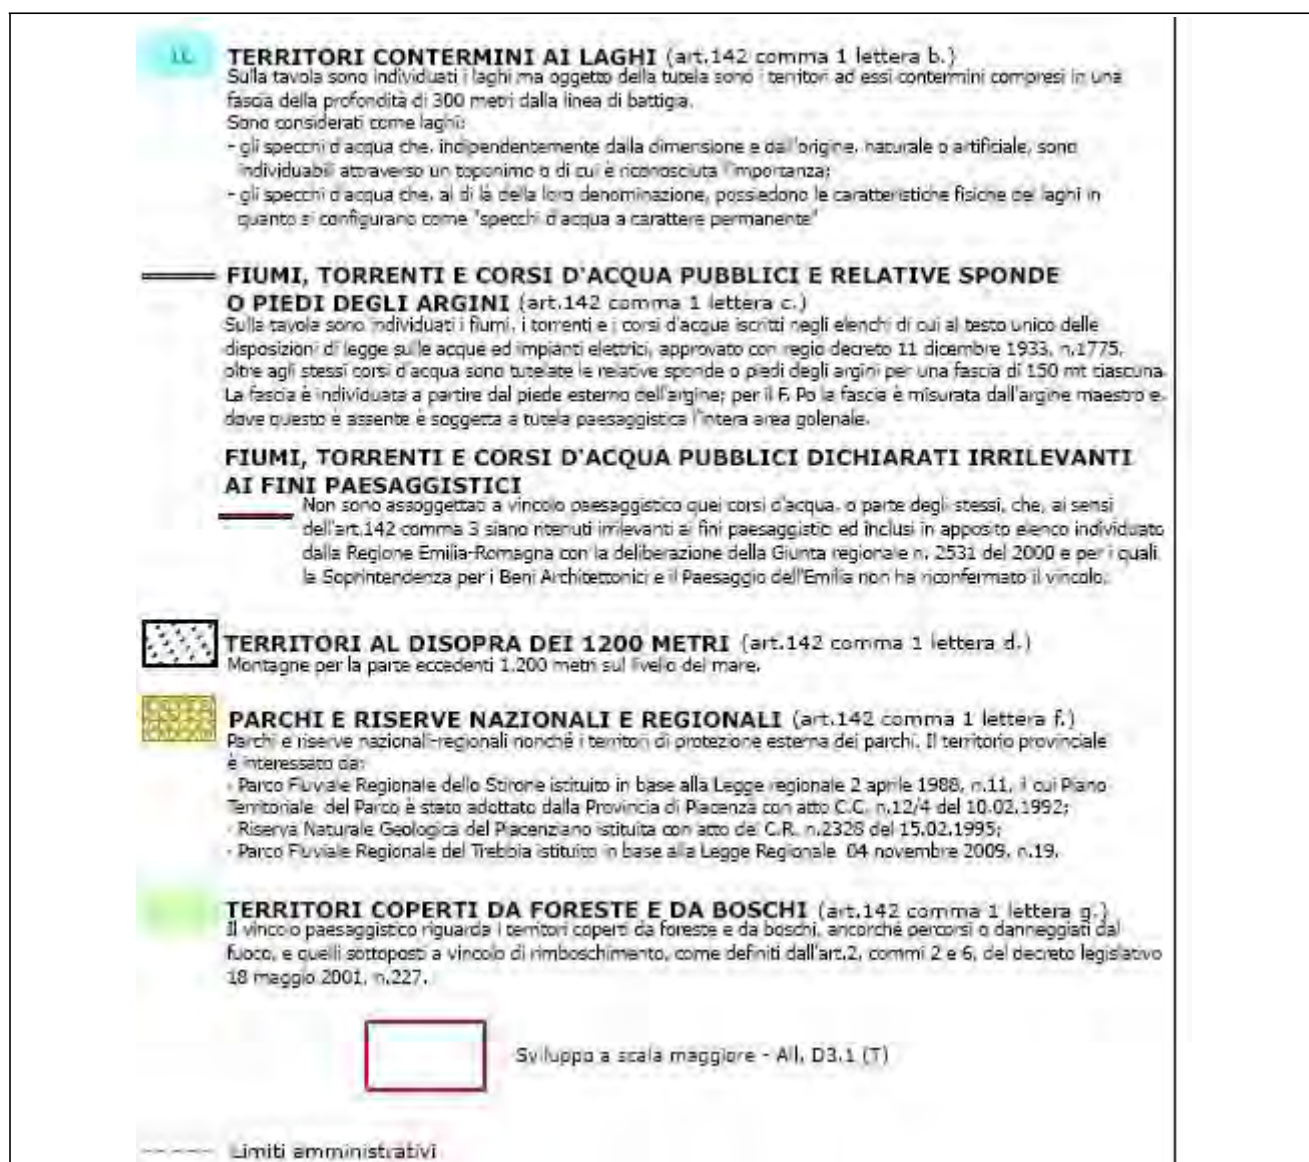 LL TERRITORI CONTERMINI AI LAGHI (art.142 comma 1 lettera b.)
Sulla tavola sono individuati i laghi ma oggetto della tutela sono i territori ad essi contermini compresi in una
fascia della profondità di 300 metri dalla linea di battigia.
Sono considerati come laghi:
- gli specchi d'acqua che, indipendentemente dalla dimensione e dall'origine, naturale o artificiale, sono
individuabili attraverso un toponimo o di cui è riconosciuta l'importanza;
- gli specchi d'acqua che, al di là della loro denominazione, possiedono le caratteristiche fisiche dei laghi in
quanto si configurano come "specchi d'acqua a carattere permanente"
FIUMI, TORRENTI E CORSI D'ACQUA PUBBLICI E RELATIVE SPONDE
O PIEDI DEGLI ARGINI (art.142 comma 1 lettera c.)
Sulla tavola sono individuati i fiumi, i torrenti e i corsi d'acqua iscritti negli elenchi di cui al testo unico delle
disposizioni di legge sulle acque ed impianti elettrici, approvato con regio decreto 11 dicembre 1933, n.1775,
oltre agli stessi corsi d'acqua sono tutelate le relative sponde o piedi degli argini per una fascia di 150 mt ciascuna.
La fascia è individuata a partire dal piede esterno dell'argine; per il F. Po la fascia è misurata dall'argine maestro e,
dove questo è assente è soggetta a tutela paesaggistica l'intera area golenale.
FIUMI, TORRENTI E CORSI D'ACQUA PUBBLICI DICHIARATI IRRILEVANTI
AI FINI PAESAGGISTICI
Non sono assoggettati a vincolo paesaggistico quei corsi d'acqua, o parte degli stessi, che, ai sensi
dell'art.142 comma 3 siano ritenuti irrilevanti ai fini paesaggistici ed inclusi in apposito elenco individuato
dalla Regione Emilia-Romagna con la deliberazione della Giunta regionale n. 2531 del 2000 e per i quali
la Soprintendenza per i Beni Architettonici e il Paesaggio dell'Emilia non ha riconfermato il vincolo.
TERRITORI AL DISOPRA DEI 1200 METRI (art.142 comma 1 lettera d.)
Montagne per la parte eccedenti 1.200 metri sul livello del mare.
PARCHI E RISERVE NAZIONALI E REGIONALI (art.142 comma 1 lettera f.)
Parchi e riserve nazionali-regionali nonché i territori di protezione esterna dei parchi. Il territorio provinciale
è interessato da:
- Parco Fluviale Regionale dello Stirone istituito in base alla Legge regionale 2 aprile 1988, n.11, il cui Piano
Territoriale del Parco è stato adottato dalla Provincia di Piacenza con atto C.C. n.12/4 del 10.02.1992;
- Riserva Naturale Geologica del Piacenziano istituita con atto del C.R. n.2328 del 15.02.1995;
- Parco Fluviale Regionale del Trebbia istituito in base alla Legge Regionale 04 novembre 2009, n.19.
TERRITORI COPERTI DA FORESTE E DA BOSCHI (art.142 comma 1 lettera g.)
Il vincolo paesaggistico riguarda i territori coperti da foreste e da boschi, ancorché percorsi o danneggiati dal
fuoco, e quelli sottoposti a vincolo di rimboschimento, come definiti dall'art.2, commi 2 e 6, del decreto legislativo
18 maggio 2001, n.227.
Sviluppo a scala maggiore - All. D3.1 (T)
Limiti amministrativi